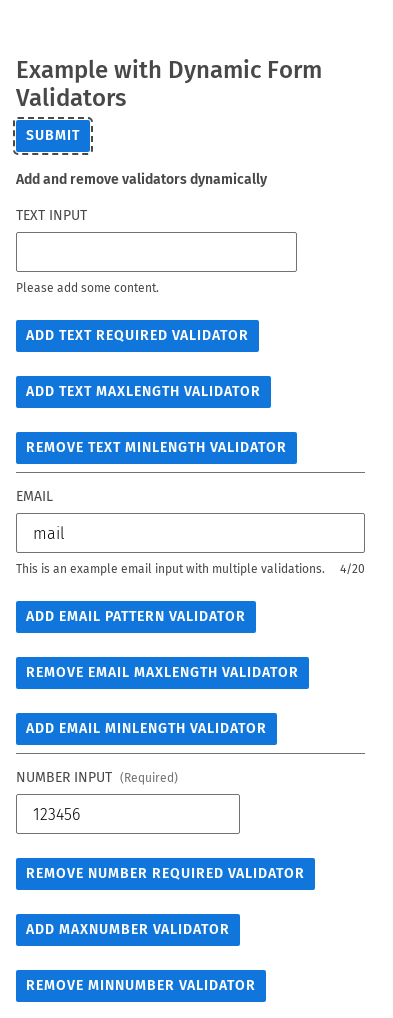 Example with Dynamic Form
Validators
SUBMIT
Add and remove validators dynamically
TEXT INPUT
Please add some content.
ADD TEXT REQUIRED VALIDATOR
ADD TEXT MAXLENGTH VALIDATOR
REMOVE TEXT MINLENGTH VALIDATOR
EMAIL
mail
This is an example email input with multiple validations. 4/20
ADD EMAIL PATTERN VALIDATOR
REMOVE EMAIL MAXLENGTH VALIDATOR
ADD EMAIL MINLENGTH VALIDATOR
NUMBER INPUT (Required)
123456
REMOVE NUMBER REQUIRED VALIDATOR
ADD MAXNUMBER VALIDATOR
REMOVE MINNUMBER VALIDATOR